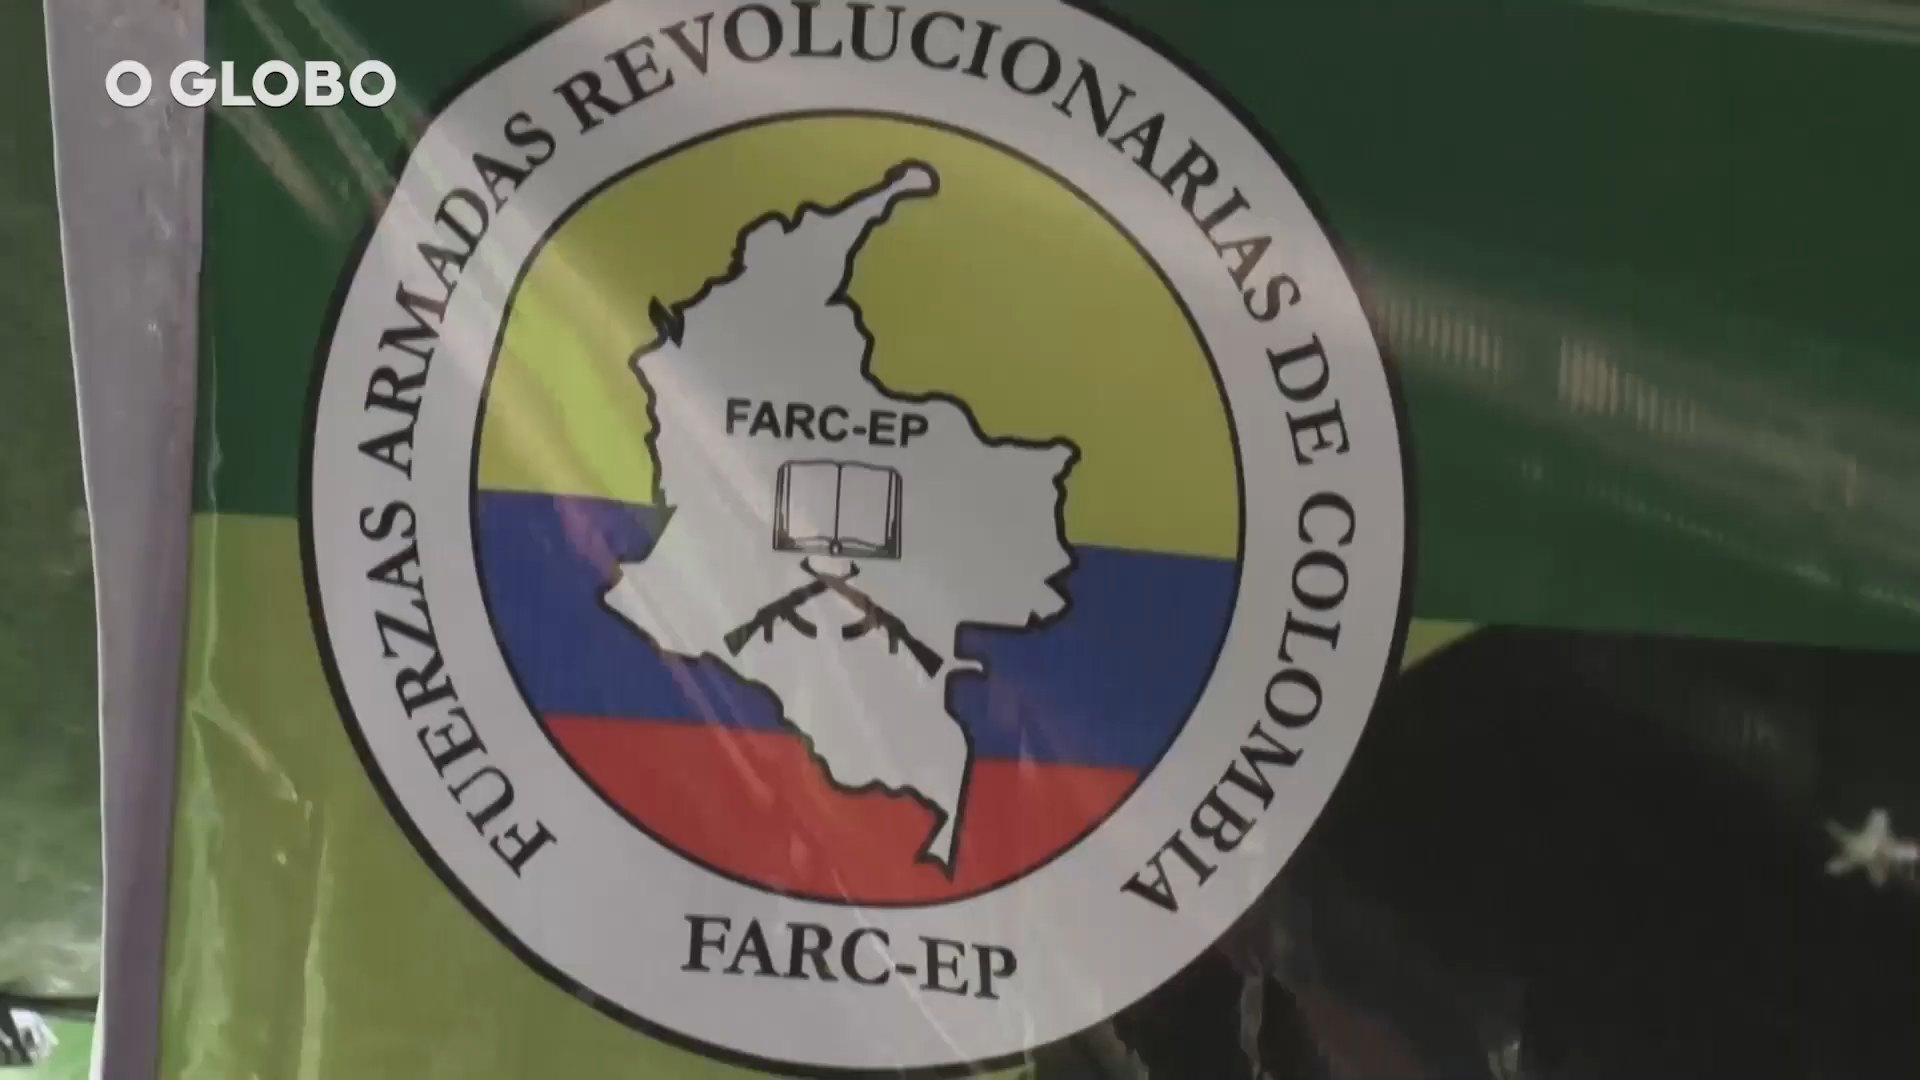 O GLOBO
FUERZAS ARMADAS REVOLUCIONARIAS DE COLOMBIA
FARC-EP
FARC-EP